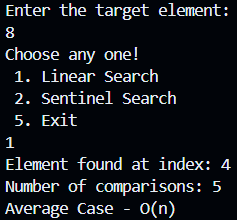 Enter the target element:
8
Choose any one!
1. Linear Search
2. Sentinel Search
5. Exit
1
Element found at index: 4
Number of comparisons: 5
Average Case - O(n)